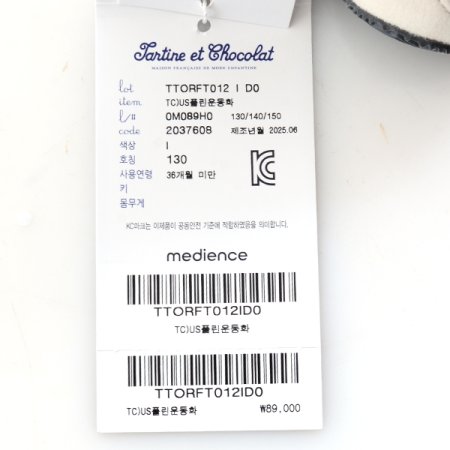 Tartine et Chocolat
MAISON FRANÇAISE DE MODE ENFANTINE
lot TTORFT012 I D0
item TC)US플린운동화
l/# 0M089H0 130/140/150
code 2037608 제조년월 2025.06
색상 I
호칭 130
사용연령 36개월 미만
키
몸무게
KC마크는 이제품이 공통안전 기준에 적합하였음을 의미합니다.
medience
TTORFT012ID0
TC)US플린운동화
TTORFT012ID0
TC)US플린운동화 ₩89,000